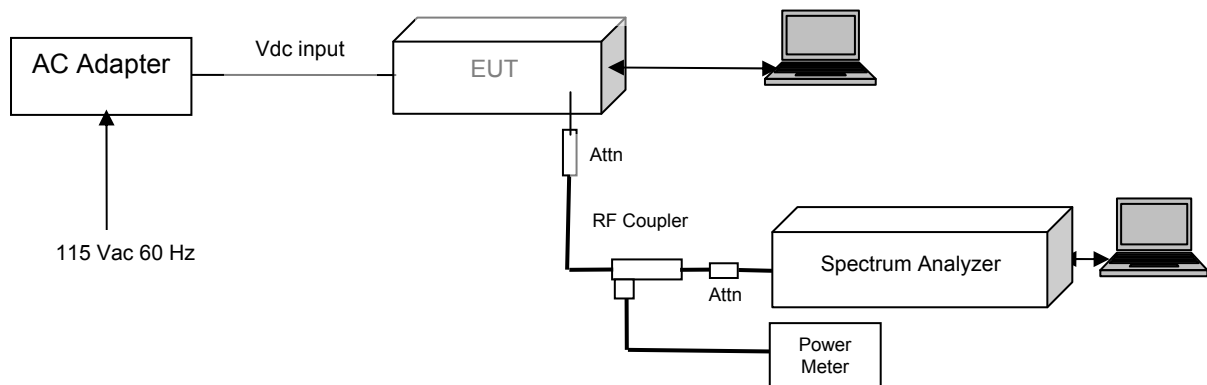 Vdc input
AC Adapter
EUT
Attn
RF Coupler
115 Vac 60 Hz
Spectrum Analyzer
Attn
Power
Meter